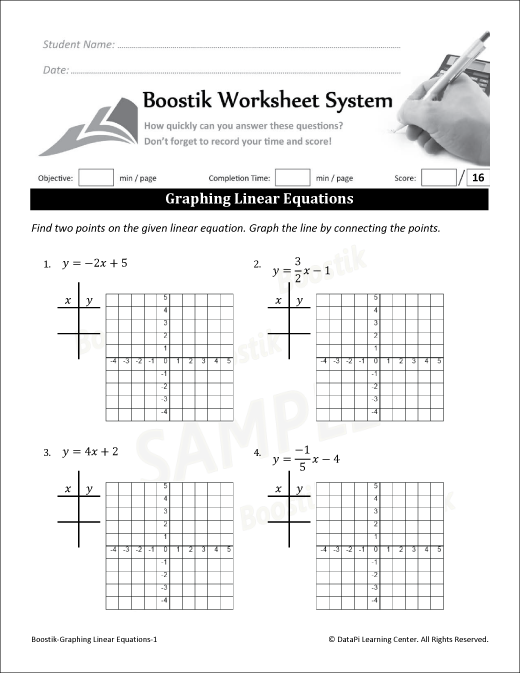 Student Name: ........................................................................
Date: ........................................................................
Boostik Worksheet System
How quickly can you answer these questions?
Don't forget to record your time and score!
Objective: min / page Completion Time: min / page Score: / 16
Graphing Linear Equations
Find two points on the given linear equation. Graph the line by connecting the points.
1. y = −2x + 5
x y
5
4
3
2
1
-4 -3 -2 -1 0 1 2 3 4 5
-1
-2
-3
-4
2. y = 3/2 x − 1
x y
5
4
3
2
1
-4 -3 -2 -1 0 1 2 3 4 5
-1
-2
-3
-4
3. y = 4x + 2
x y
5
4
3
2
1
-4 -3 -2 -1 0 1 2 3 4 5
-1
-2
-3
-4
4. y = −1/5 x − 4
x y
5
4
3
2
1
-4 -3 -2 -1 0 1 2 3 4 5
-1
-2
-3
-4
Boostik
Boostik
SAMPLE
Boostik
Boostik-Graphing Linear Equations-1 © DataPi Learning Center. All Rights Reserved.